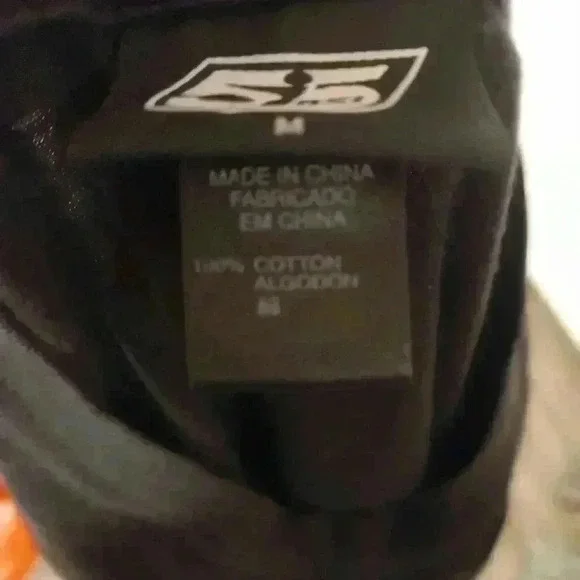 M
MADE IN CHINA
FABRICADO
EM CHINA
100% COTTON
ALGODON
M